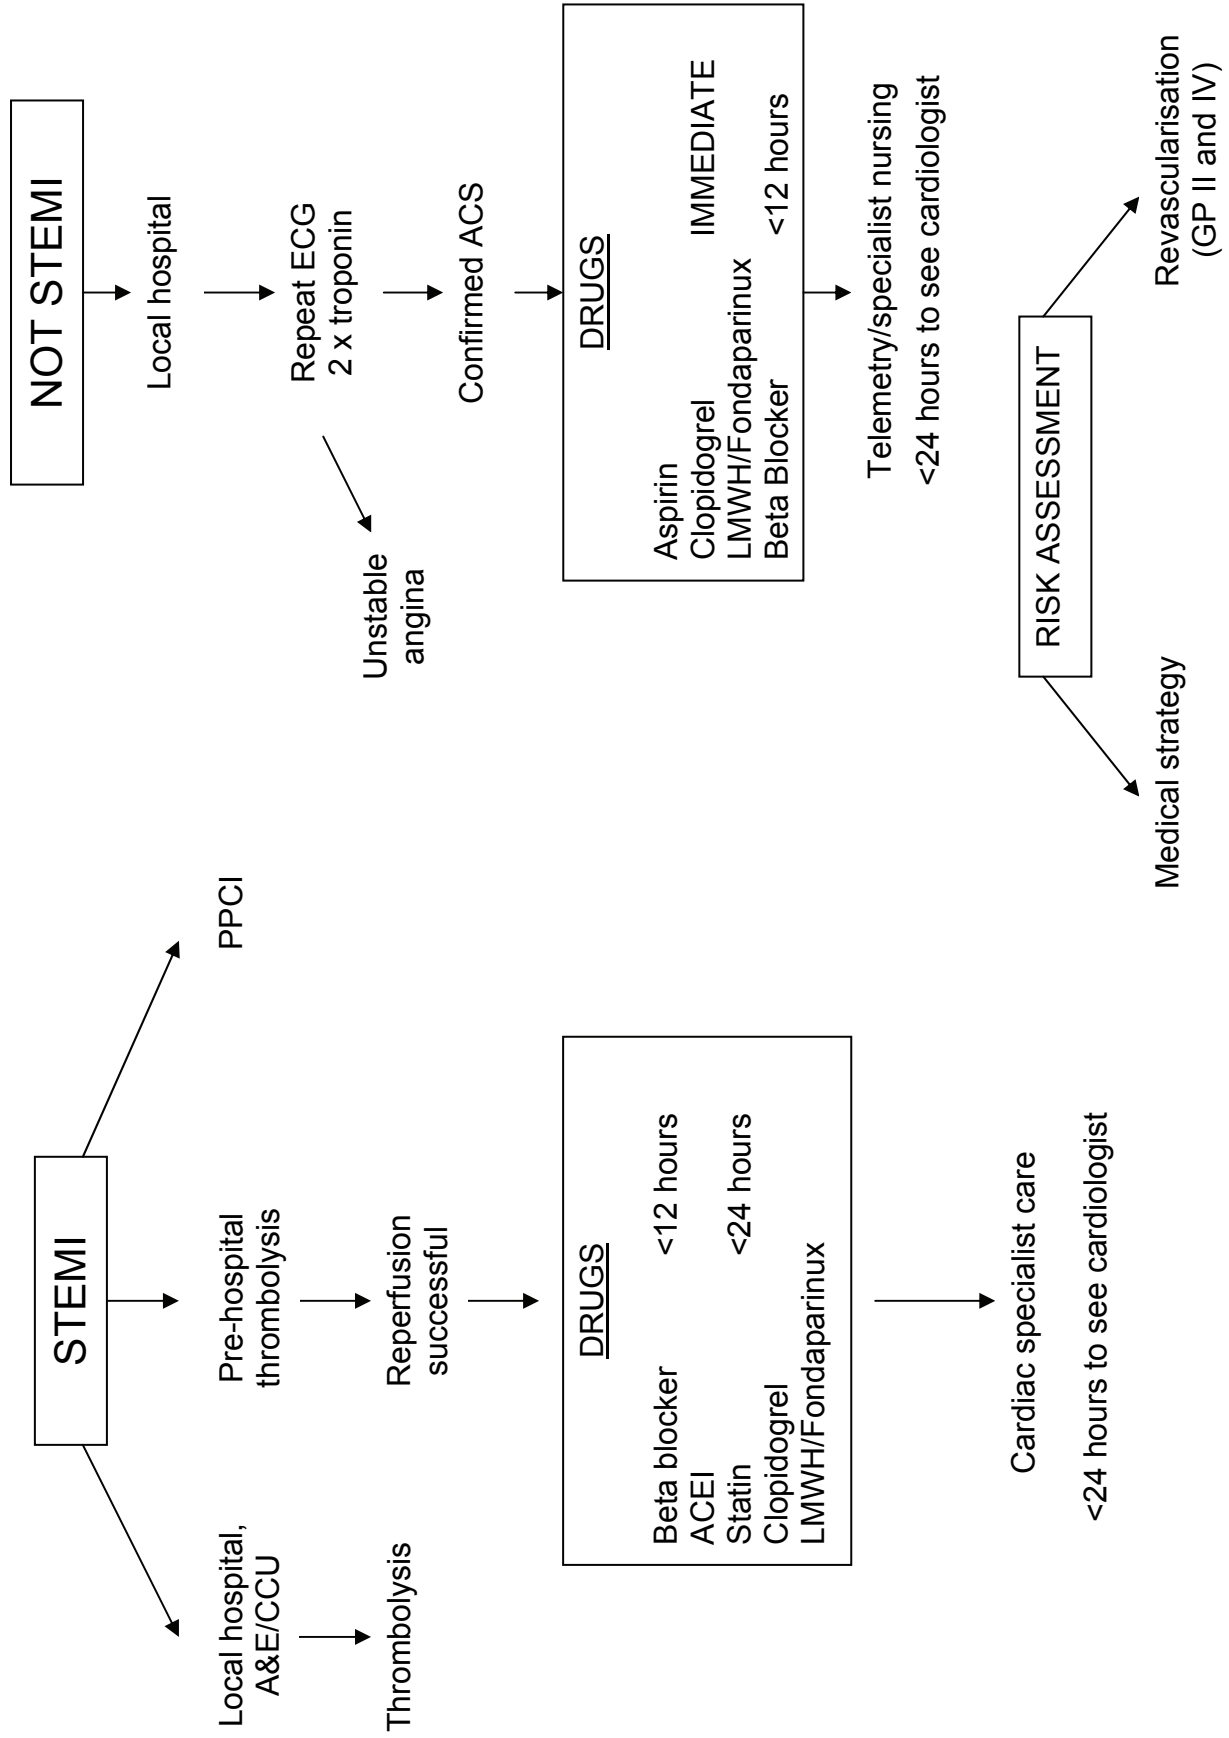 STEMI
Local hospital,
A&E/CCU
Thrombolysis
Pre-hospital
thrombolysis
Reperfusion
successful
PPCI
DRUGS
Beta blocker <12 hours
ACEI
Statin <24 hours
Clopidogrel
LMWH/Fondaparinux
Cardiac specialist care
<24 hours to see cardiologist
NOT STEMI
Local hospital
Repeat ECG
2 x troponin
Unstable
angina
Confirmed ACS
DRUGS
Aspirin
Clopidogrel IMMEDIATE
LMWH/Fondaparinux
Beta Blocker <12 hours
Telemetry/specialist nursing
<24 hours to see cardiologist
RISK ASSESSMENT
Medical strategy
Revascularisation
(GP II and IV)